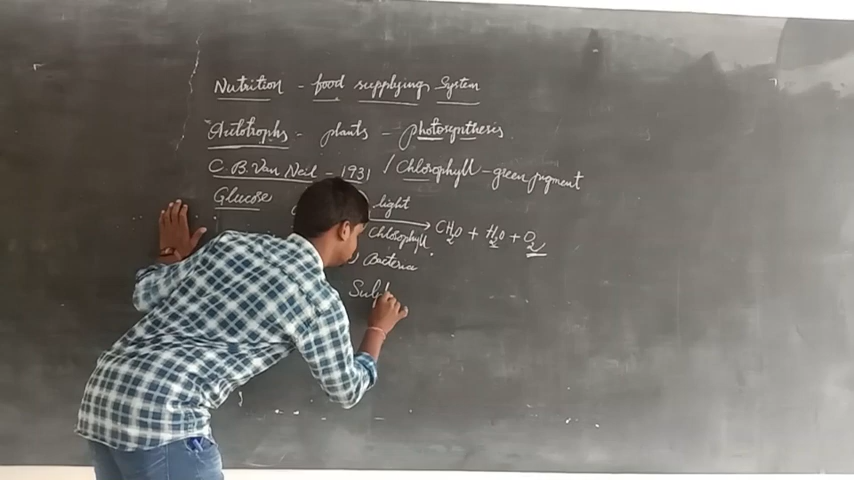 Nutrition - food supplying System
Autotrophs - plants - photosynthesis.
C. B. Van Neil - 1931 / Chlorophyll - green pigment
Glucose light
Chlorophyll. CH2O + H2O + O2
) Bacteria
Sulp